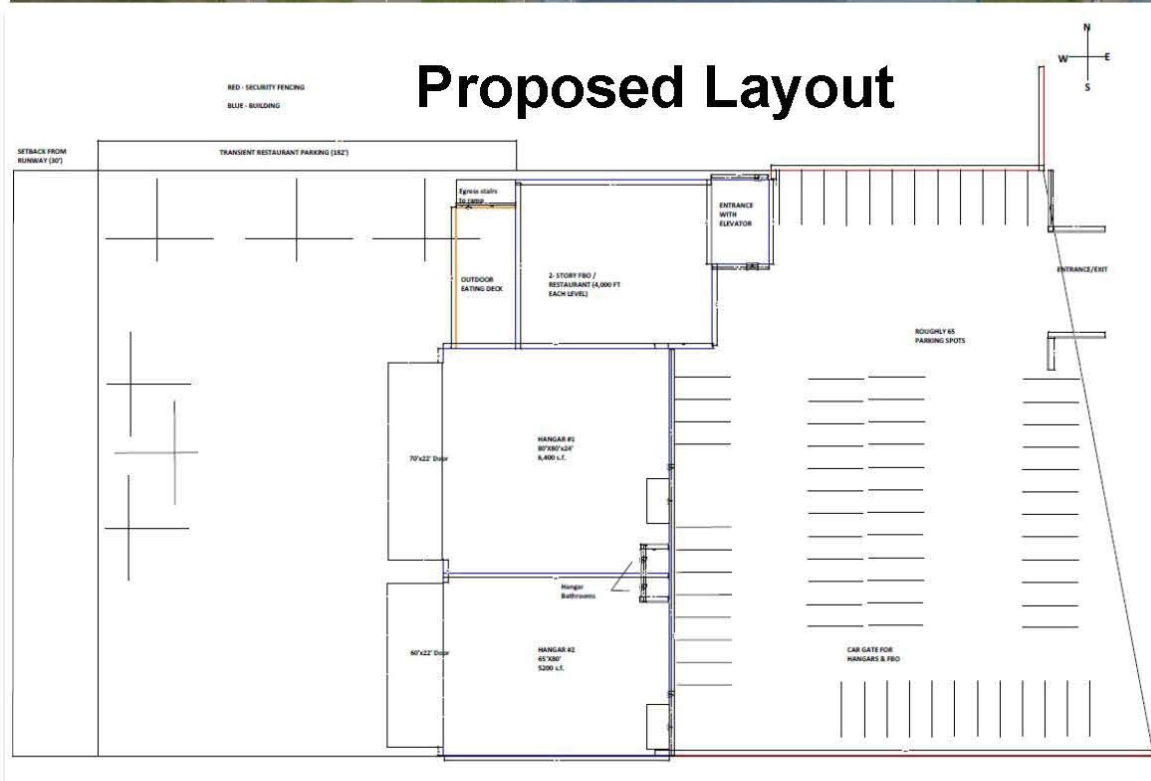 N
W E
S
Proposed Layout
RED - SECURITY FENCING
BLUE - BUILDING
SETBACK FROM
RUNWAY (30')
TRANSIENT RESTAURANT PARKING (182')
Egress stairs
to ramp
ENTRANCE
WITH
ELEVATOR
OUTDOOR
EATING DECK
2- STORY FBO /
RESTAURANT (4,000 FT
EACH LEVEL)
ENTRANCE/EXIT
ROUGHLY 65
PARKING SPOTS
HANGAR #1
80'X80'x24'
6,400 s.f.
70'x22' Door
Hangar
Bathrooms
HANGAR #2
65'X80'
5200 s.f.
60'x22' Door
CAR GATE FOR
HANGARS & FBO